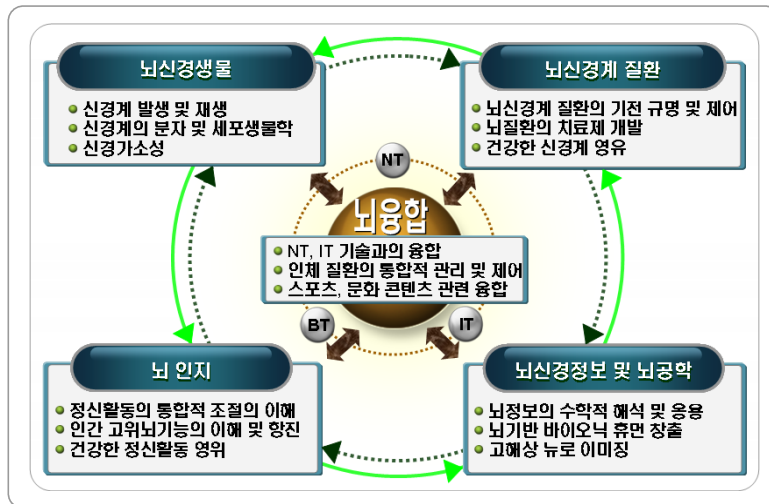 뇌신경생물
신경계 발생 및 재생
신경계의 분자 및 세포생물학
신경가소성
뇌신경계 질환
뇌신경계 질환의 기전 규명 및 제어
뇌질환의 치료제 개발
건강한 신경계 영유
NT
뇌융합
NT, IT 기술과의 융합
인체 질환의 통합적 관리 및 제어
스포츠, 문화 콘텐츠 관련 융합
BT
IT
뇌 인지
정신활동의 통합적 조절의 이해
인간 고위뇌기능의 이해 및 항진
건강한 정신활동 영위
뇌신경정보 및 뇌공학
뇌정보의 수학적 해석 및 응용
뇌기반 바이오닉 휴먼 창출
고해상 뉴로 이미징